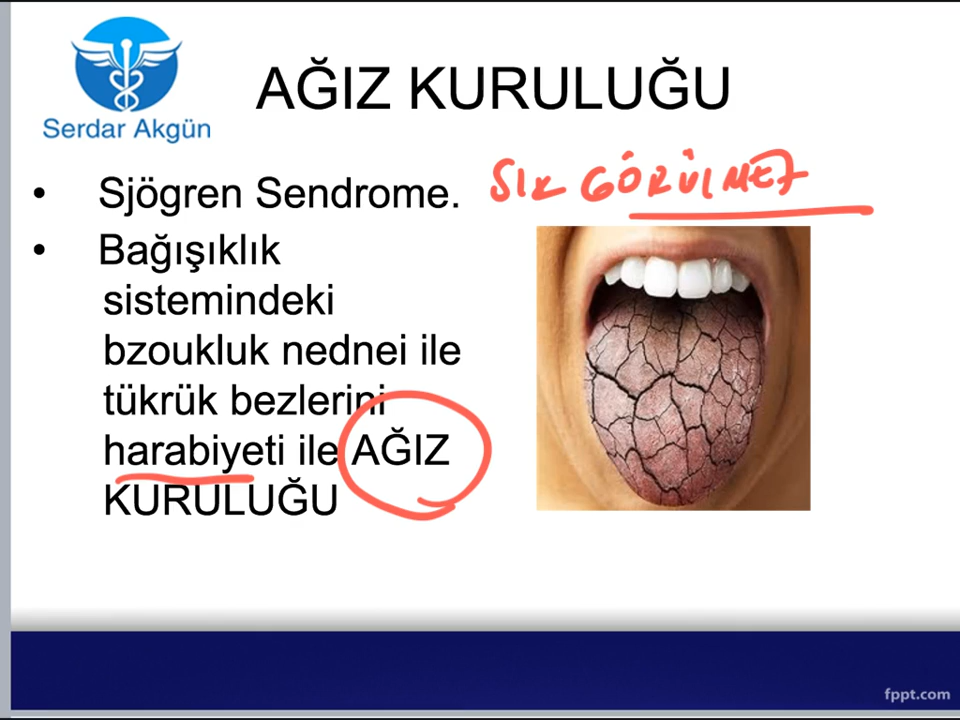 Serdar Akgün
AĞIZ KURULUĞU
• Sjögren Sendrome.
SIK GÖRÜLMEZ
• Bağışıklık
sistemindeki
bzoukluk nednei ile
tükrük bezlerini
harabiyeti ile AĞIZ
KURULUĞU
fppt.com